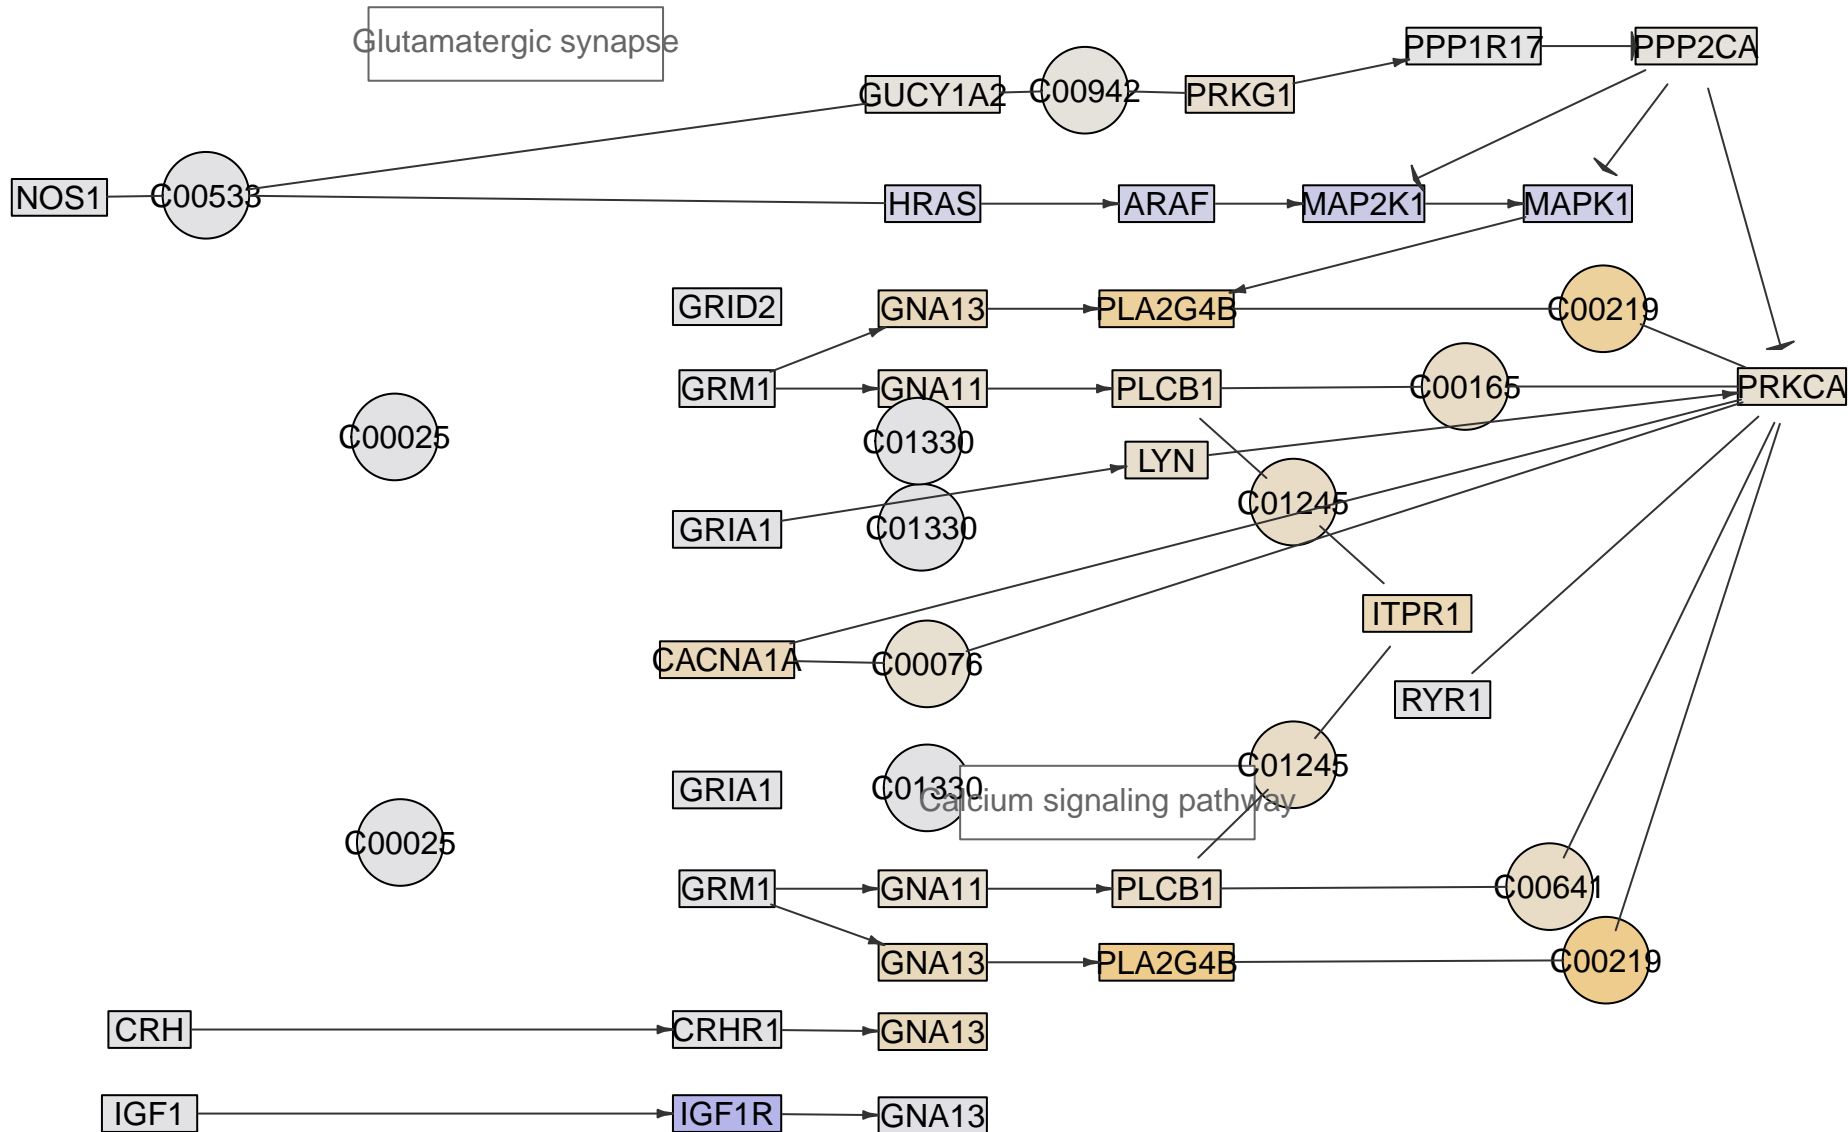 Glutamatergic synapse
PPP1R17
PPP2CA
GUCY1A2
C00942
PRKG1
NOS1
C00533
HRAS
ARAF
MAP2K1
MAPK1
GRID2
GNA13
PLA2G4B
C00219
GRM1
GNA11
PLCB1
C00165
PRKCA
C00025
C01330
LYN
C01245
GRIA1
C01330
ITPR1
CACNA1A
C00076
RYR1
C01245
GRIA1
C01330
Calcium signaling pathway
C00025
GRM1
GNA11
PLCB1
C00641
GNA13
PLA2G4B
C00219
CRH
CRHR1
GNA13
IGF1
IGF1R
GNA13